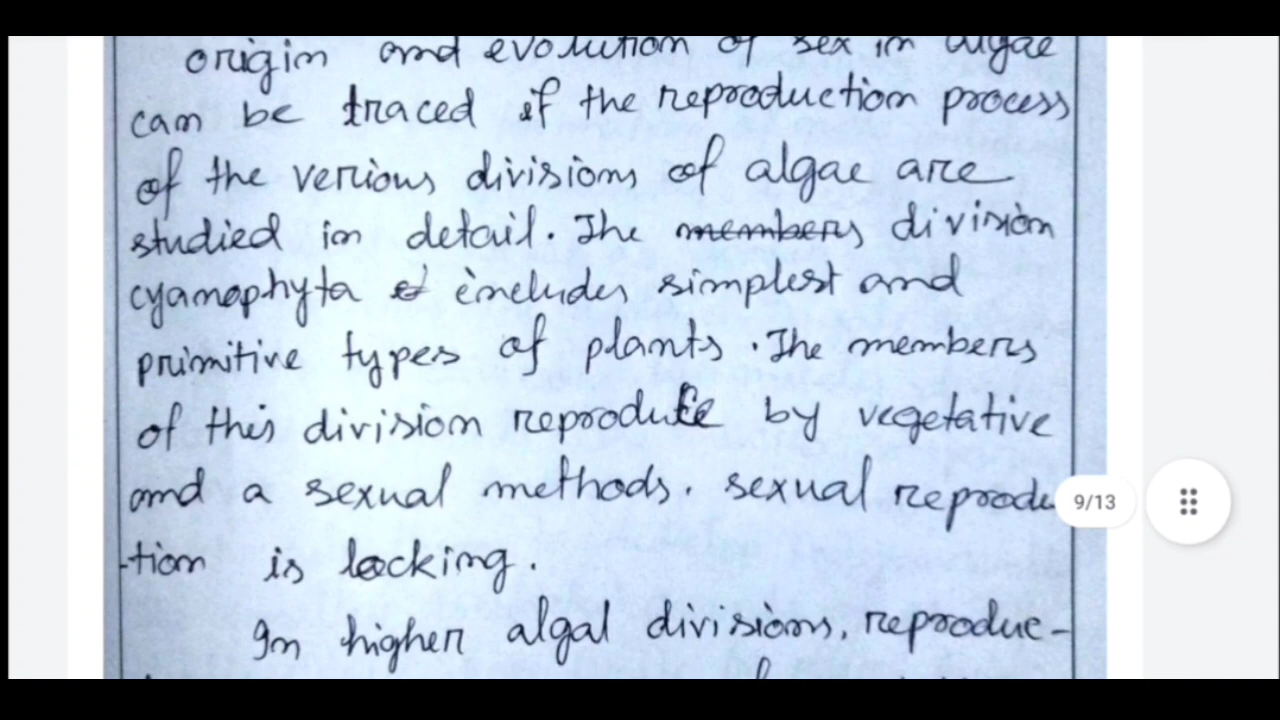 origin and evolution of sex in algae
can be traced if the reproduction process
of the verious divisions of algae are
studied in detail. The members division
cyanophyta includes simplest and
primitive types of plants. The members
of this division reproduce by vegetative
and a sexual methods. sexual reprodu
-tion is lacking.
In higher algal divisions, reproduc-
9/13